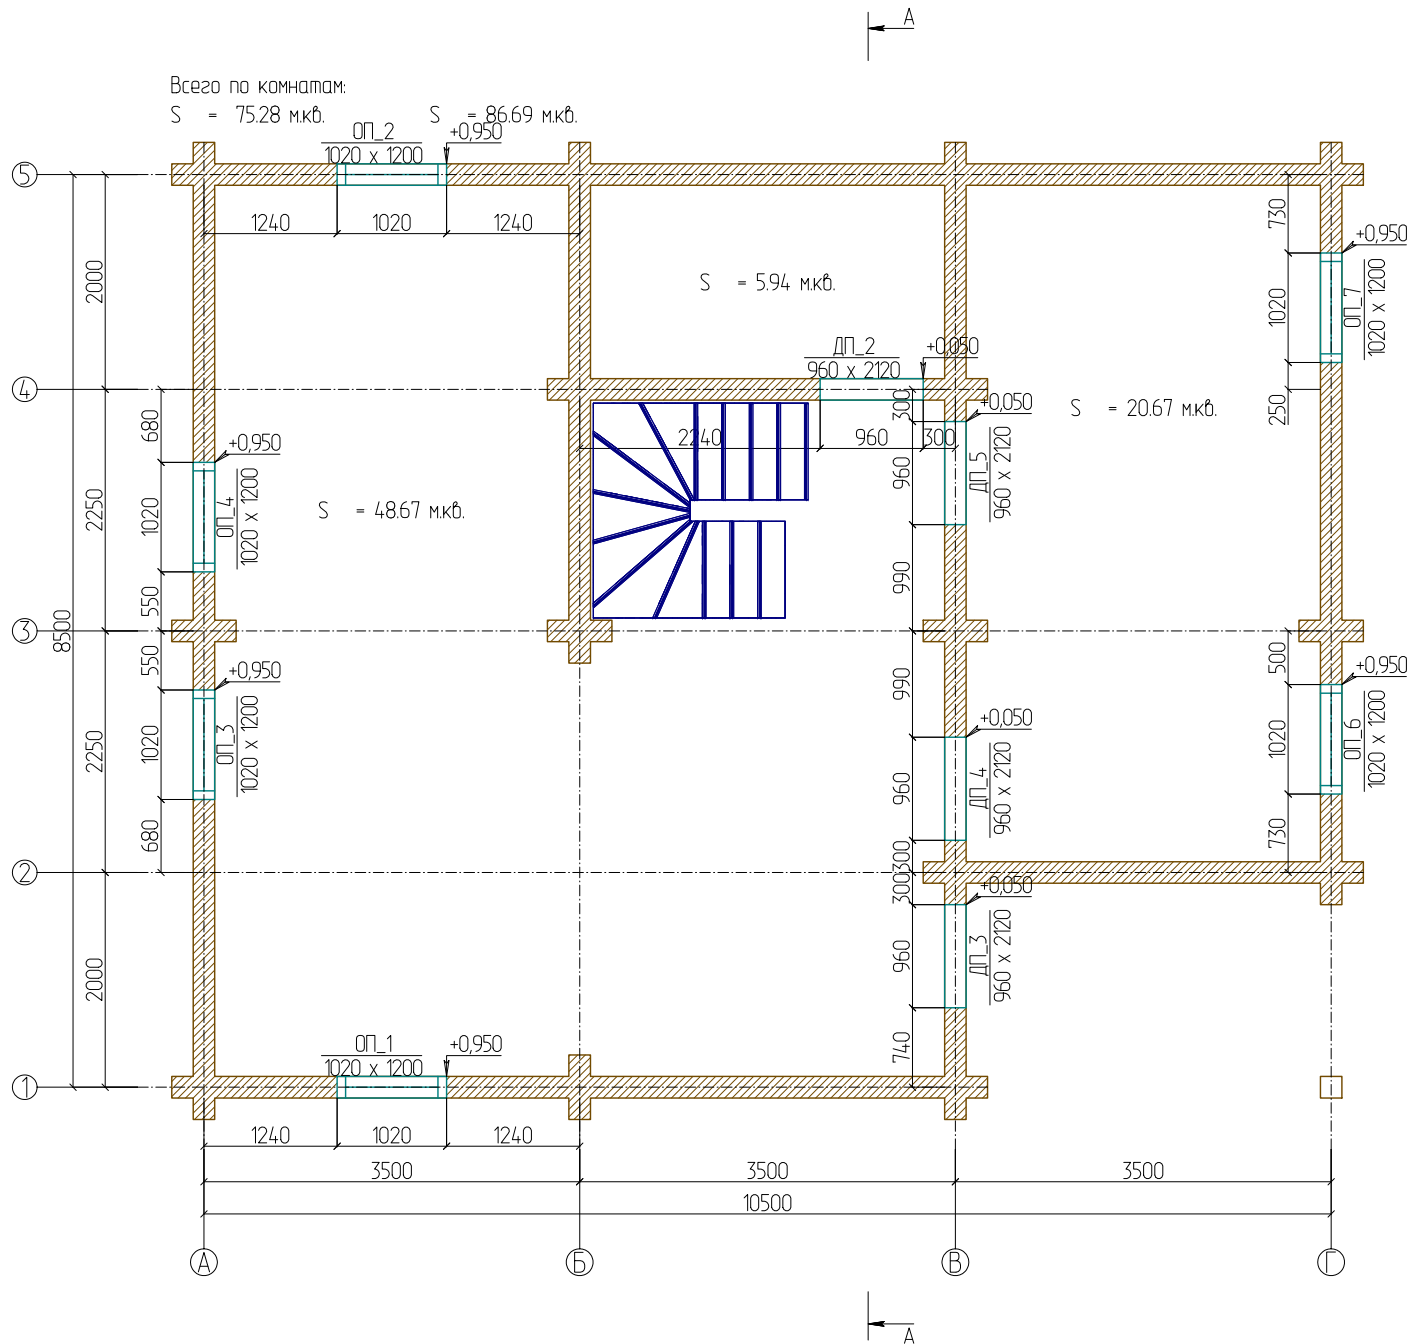 А
Всего по комнатам:
S = 75.28 м.кв. S = 86.69 м.кв.
ОП_2
1020 x 1200
+0,950
5
1240
1020
1240
730
+0,950
2000
S = 5.94 м.кв.
1020
ОП_7
1020 x 1200
ДП_2
960 x 2120
+0,050
4
300
+0,050
250
S = 20.67 м.кв.
680
+0,950
2240
960
300
960
ДП_5
960 x 2120
2250
1020
ОП_4
1020 x 1200
S = 48.67 м.кв.
990
550
8500
3
550
+0,950
990
500
+0,950
2250
1020
ОП_3
1020 x 1200
+0,050
1020
ОП_6
1020 x 1200
960
ДП_4
960 x 2120
680
300
730
2
300
+0,050
2000
960
ДП_3
960 x 2120
740
ОП_1
1020 x 1200
+0,950
1
1240
1020
1240
3500
3500
3500
10500
А
Б
В
Г
А